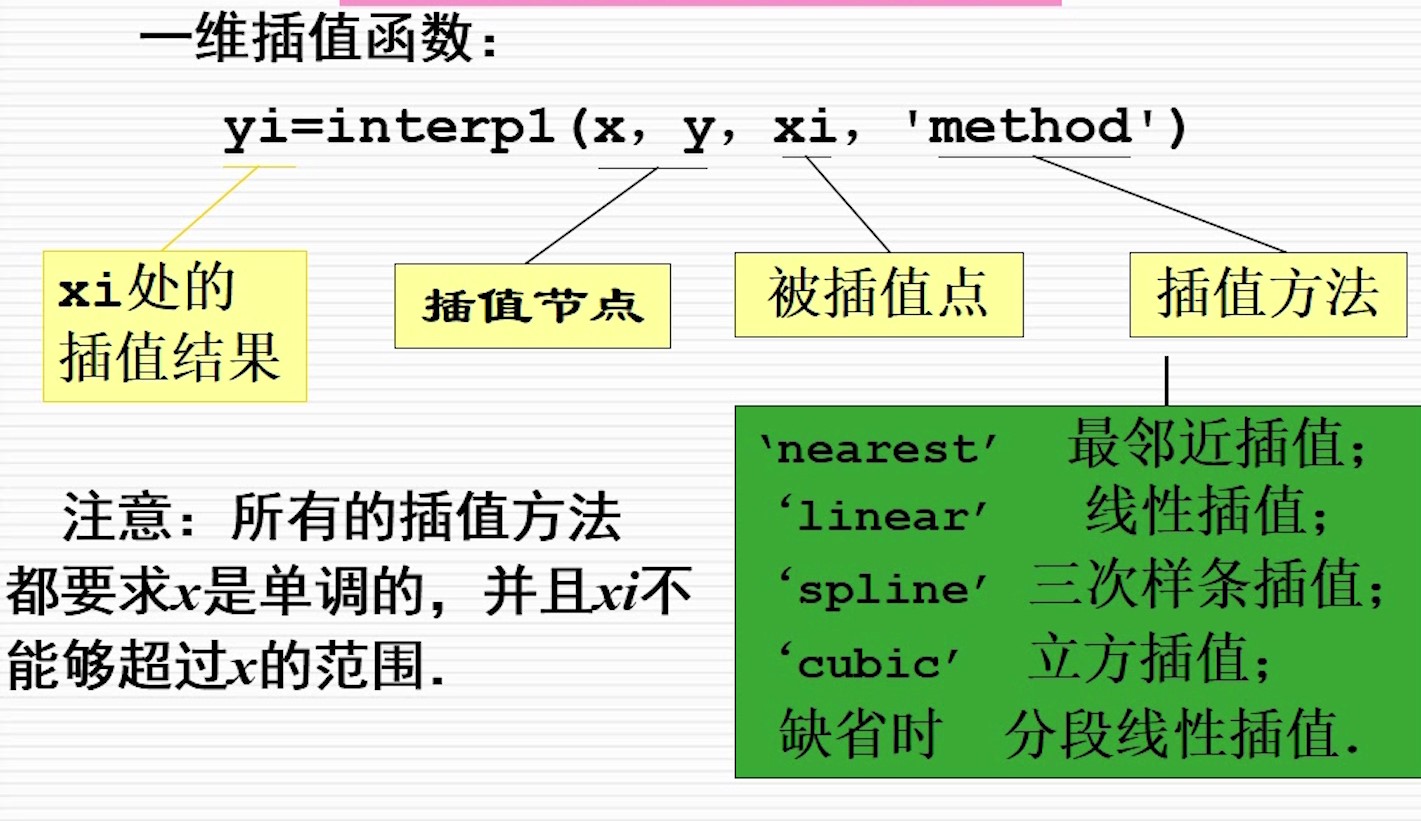 一维插值函数：
yi=interp1(x，y，xi，'method')
xi处的
插值结果
插值节点
被插值点
插值方法
‵nearest′ 最邻近插值；
‘linear′ 线性插值；
‘spline′ 三次样条插值；
‘cubic′ 立方插值；
缺省时 分段线性插值．
注意：所有的插值方法
都要求x是单调的，并且xi不
能够超过x的范围．